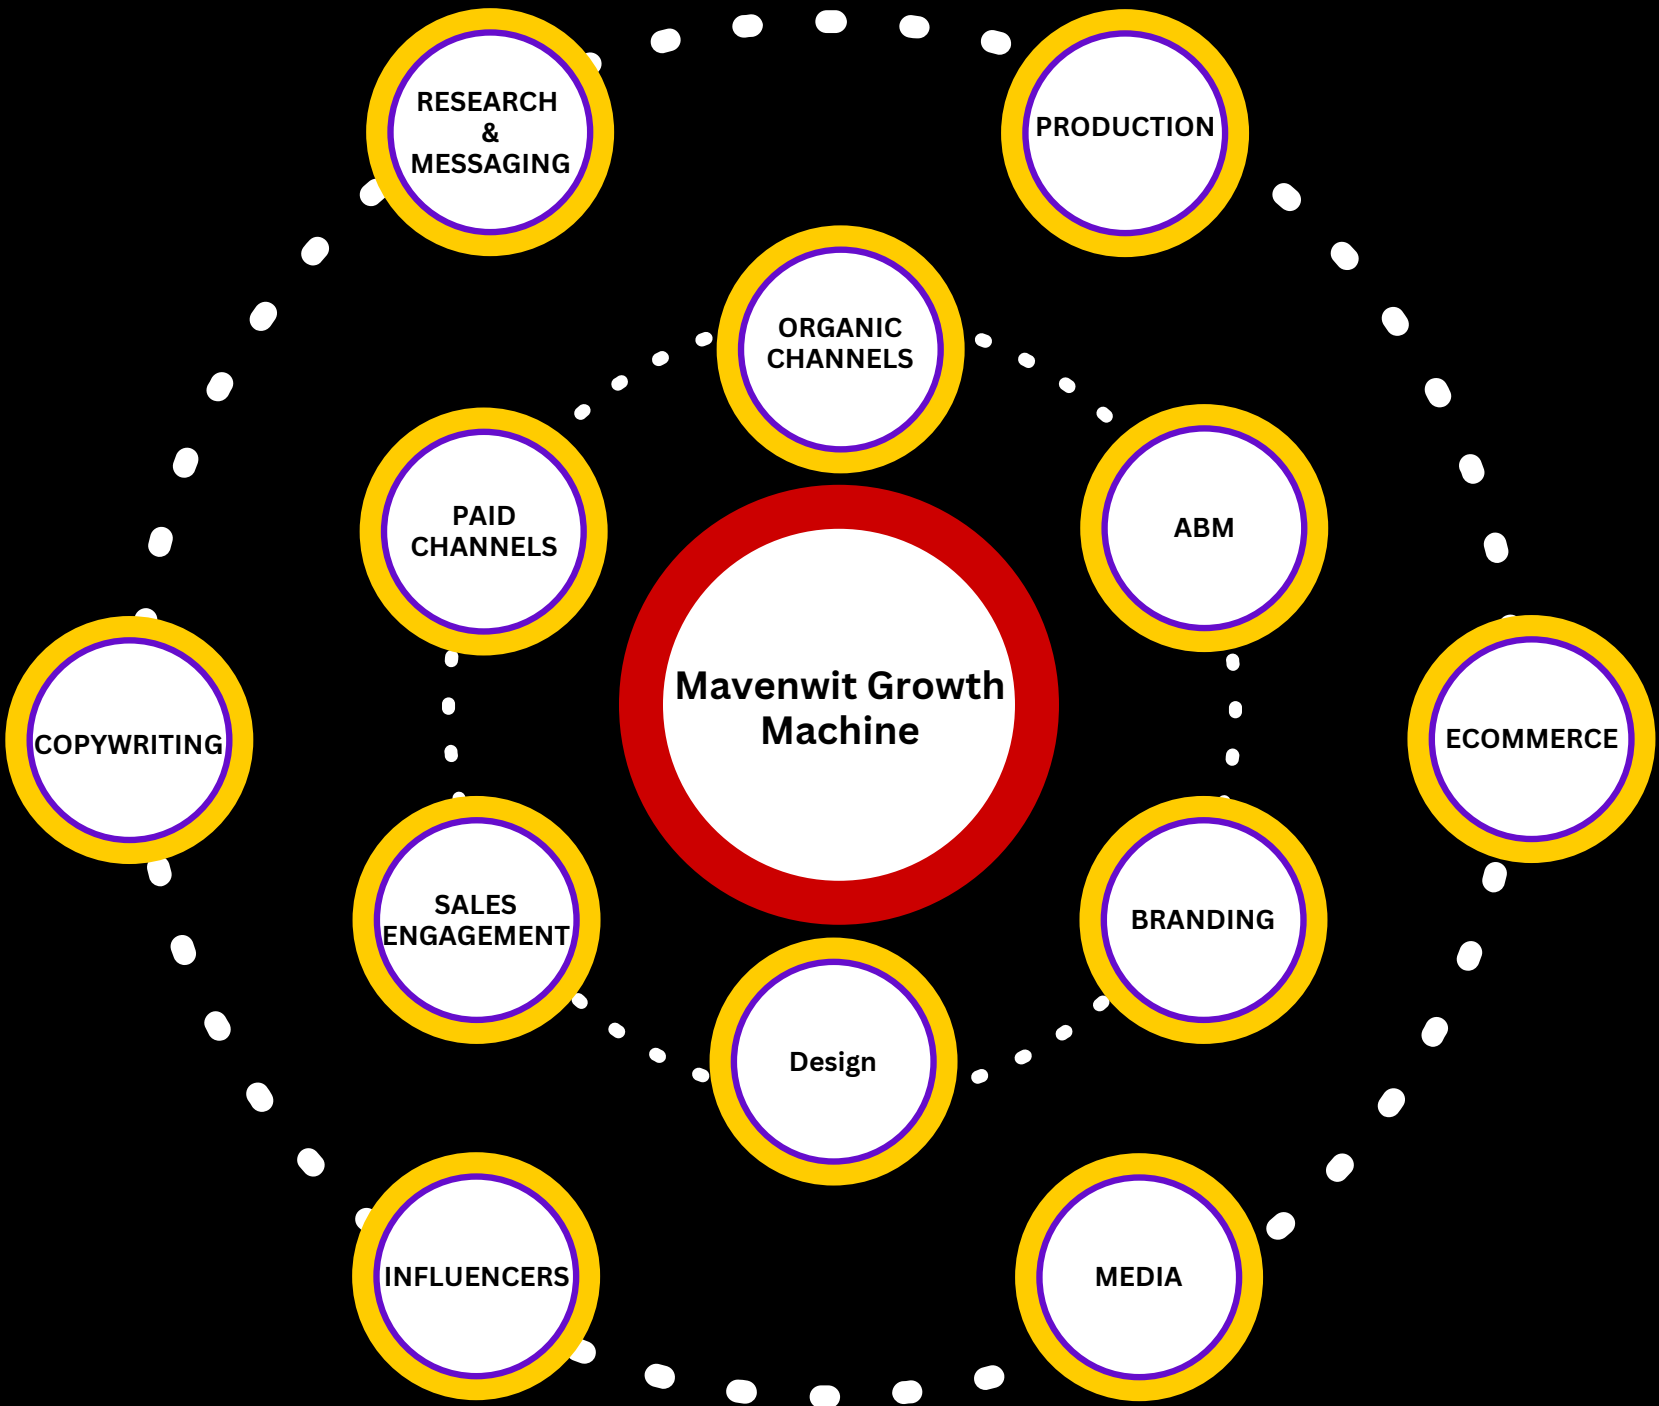 RESEARCH
&
MESSAGING
PRODUCTION
ORGANIC
CHANNELS
PAID
CHANNELS
ABM
Mavenwit Growth
Machine
COPYWRITING
ECOMMERCE
SALES
ENGAGEMENT
BRANDING
Design
INFLUENCERS
MEDIA